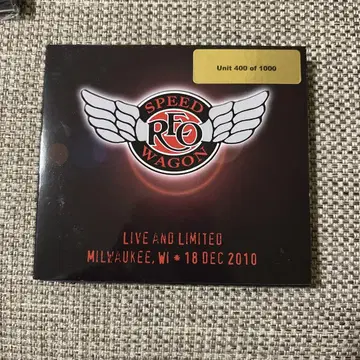 Unit 400 of 1000
SPEED
REO
WAGON
LIVE AND LIMITED
MILWAUKEE, WI * 18 DEC 2010